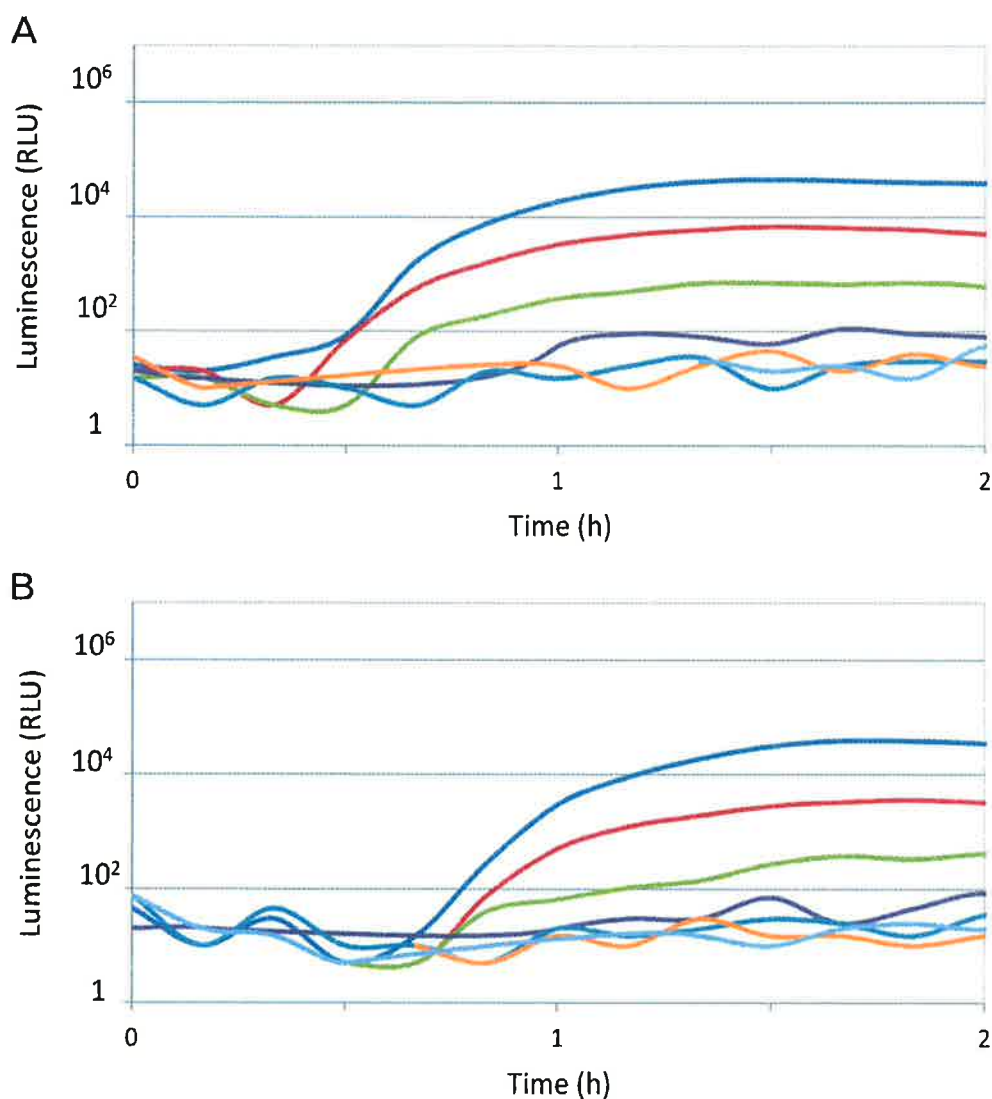 A
Luminescence (RLU)
10⁶
10⁴
10²
1
0 1 2
Time (h)
B
Luminescence (RLU)
10⁶
10⁴
10²
1
0 1 2
Time (h)